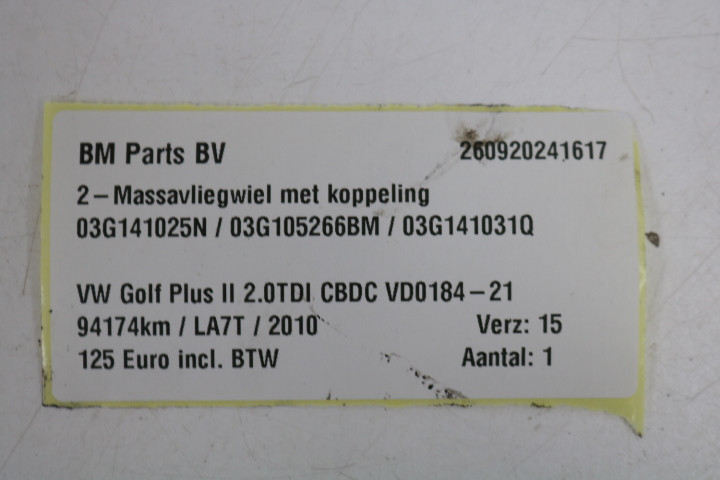 BM Parts BV 260920241617
2-Massavliegwiel met koppeling
03G141025N / 03G105266BM / 03G141031Q
VW Golf Plus II 2.0TDI CBDC VD0184-21
94174km / LA7T / 2010 Verz: 15
125 Euro incl. BTW Aantal: 1